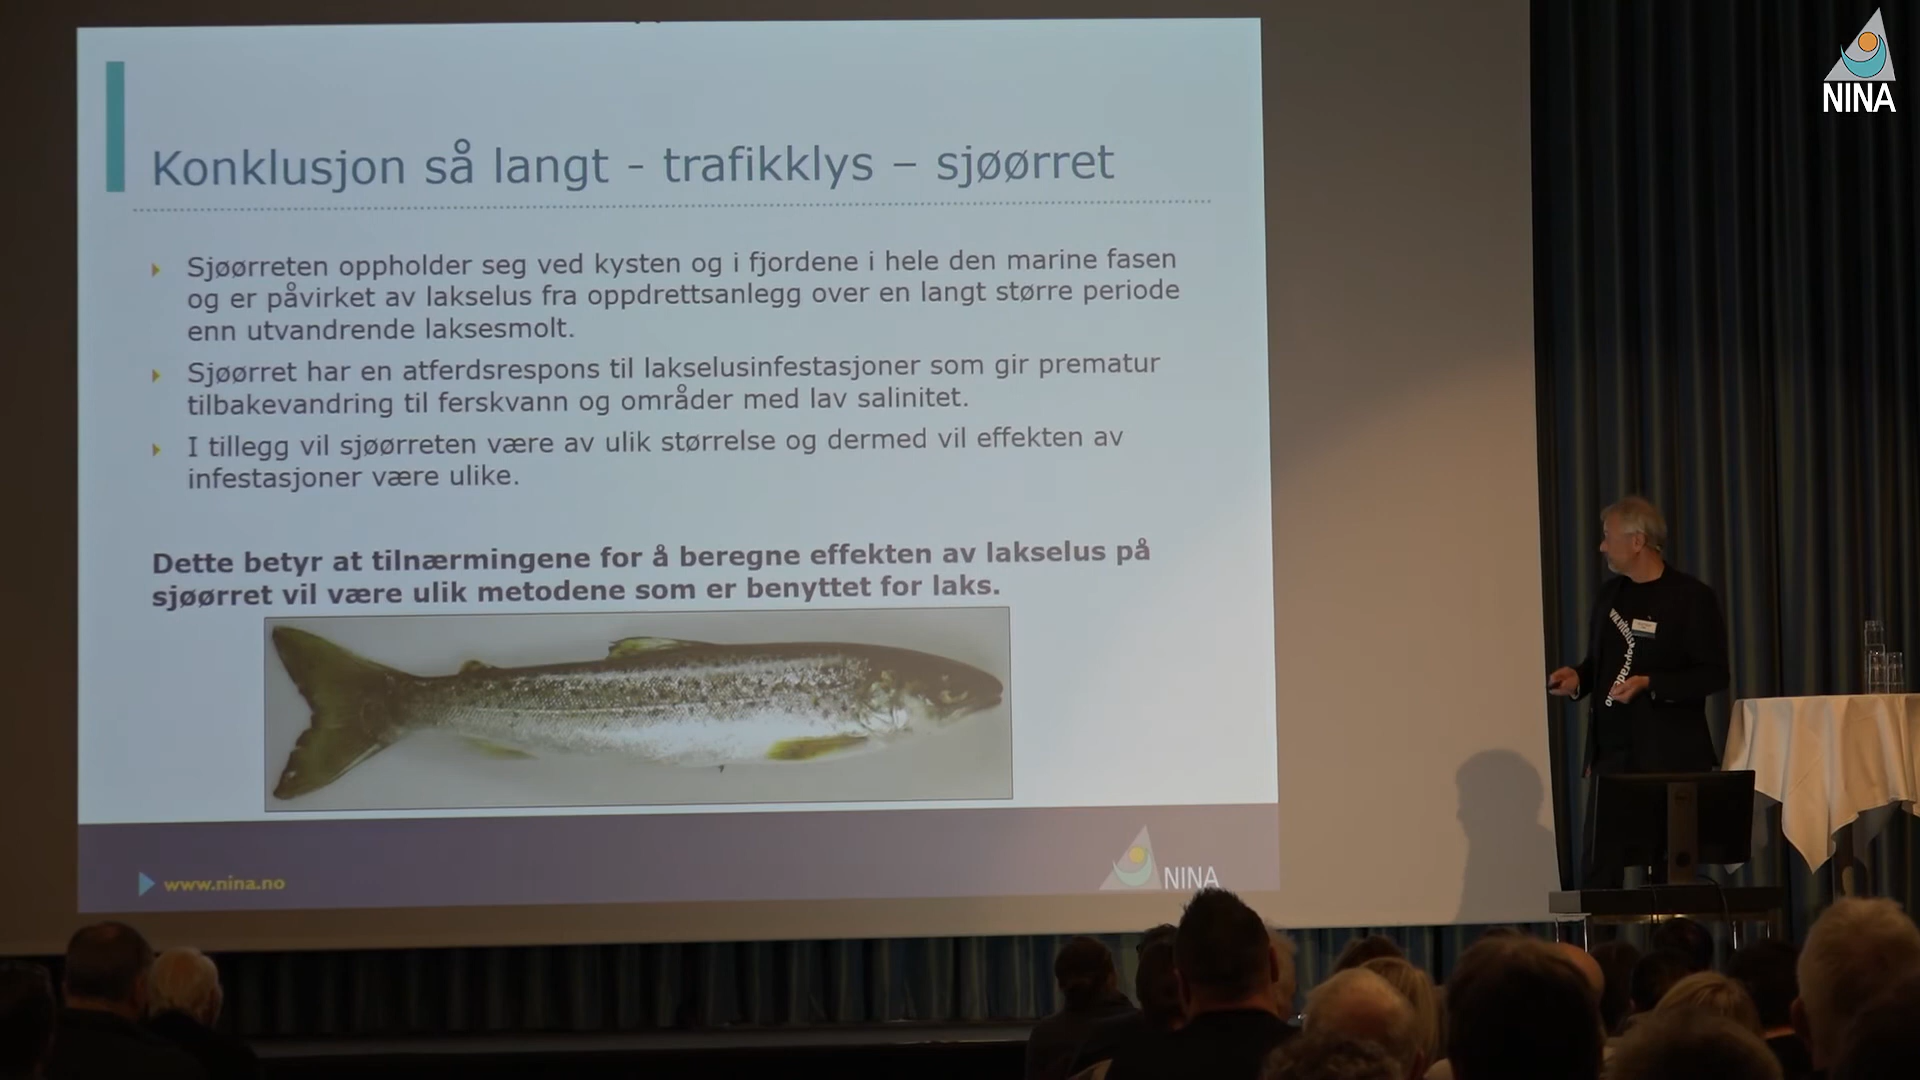 NINA
Konklusjon så langt - trafikklys – sjøørret
Sjøørreten oppholder seg ved kysten og i fjordene i hele den marine fasen
og er påvirket av lakselus fra oppdrettsanlegg over en langt større periode
enn utvandrende laksesmolt.
Sjøørret har en atferdsrespons til lakselusinfestasjoner som gir prematur
tilbakevandring til ferskvann og områder med lav salinitet.
I tillegg vil sjøørreten være av ulik størrelse og dermed vil effekten av
infestasjoner være ulike.
Dette betyr at tilnærmingene for å beregne effekten av lakselus på
sjøørret vil være ulik metodene som er benyttet for laks.
www.nina.no
NINA